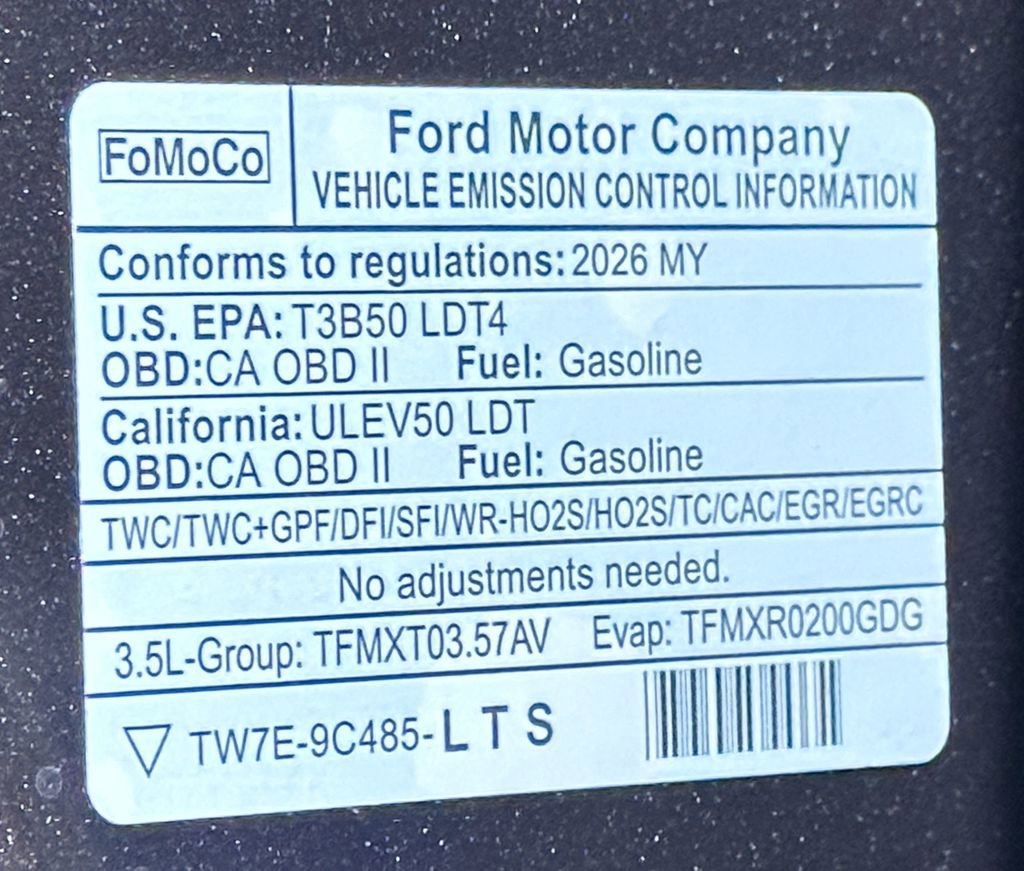 FoMoCo
Ford Motor Company
VEHICLE EMISSION CONTROL INFORMATION
Conforms to regulations: 2026 MY
U.S. EPA: T3B50 LDT4
OBD:CA OBD II Fuel: Gasoline
California: ULEV50 LDT
OBD:CA OBD II Fuel: Gasoline
TWC/TWC+GPF/DFI/SFI/WR-HO2S/HO2S/TC/CAC/EGR/EGRC
No adjustments needed.
3.5L-Group: TFMXT03.57AV Evap: TFMXR0200GDG
TW7E-9C485-LTS